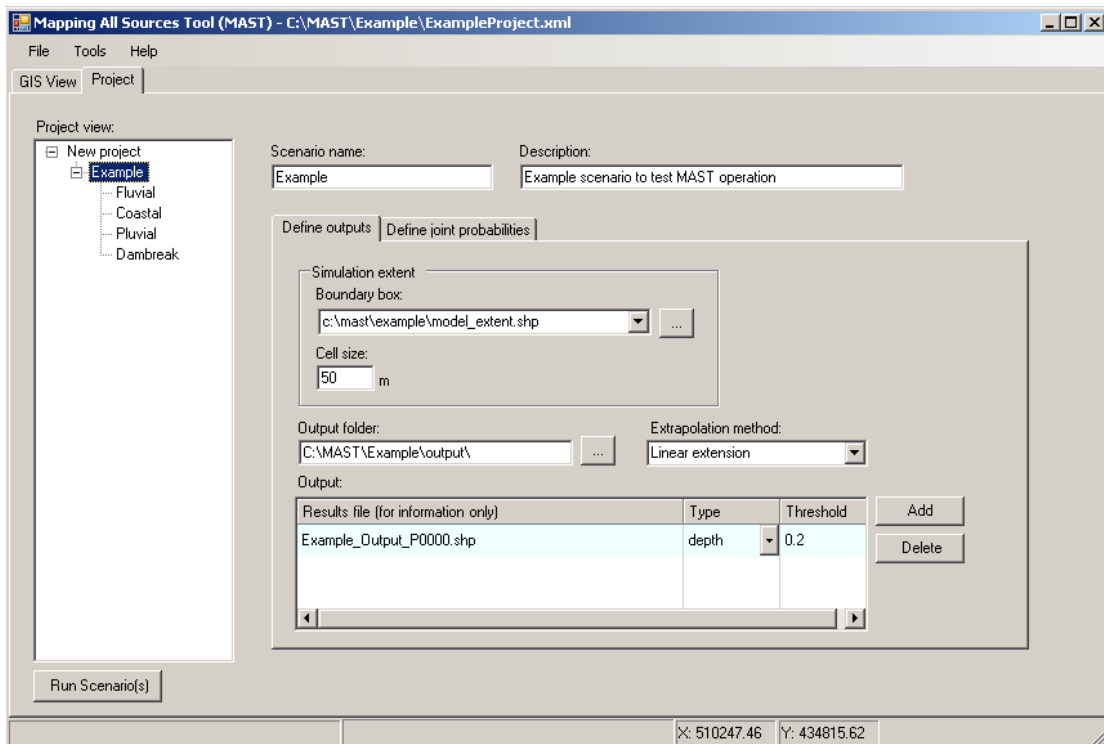 Mapping All Sources Tool (MAST) - C:\MAST\Example\ExampleProject.xml
File Tools Help
GIS View Project
Project view:
New project
Example
Fluvial
Coastal
Pluvial
Dambreak
Scenario name: Description:
Example Example scenario to test MAST operation
Define outputs Define joint probabilities
Simulation extent
Boundary box:
c:\mast\example\model_extent.shp ...
Cell size:
50 m
Output folder: Extrapolation method:
C:\MAST\Example\output\ ... Linear extension
Output:
Results file (for information only) Type Threshold Add
Example_Output_P0000.shp depth 0.2 Delete
Run Scenario(s)
X: 510247.46 Y: 434815.62